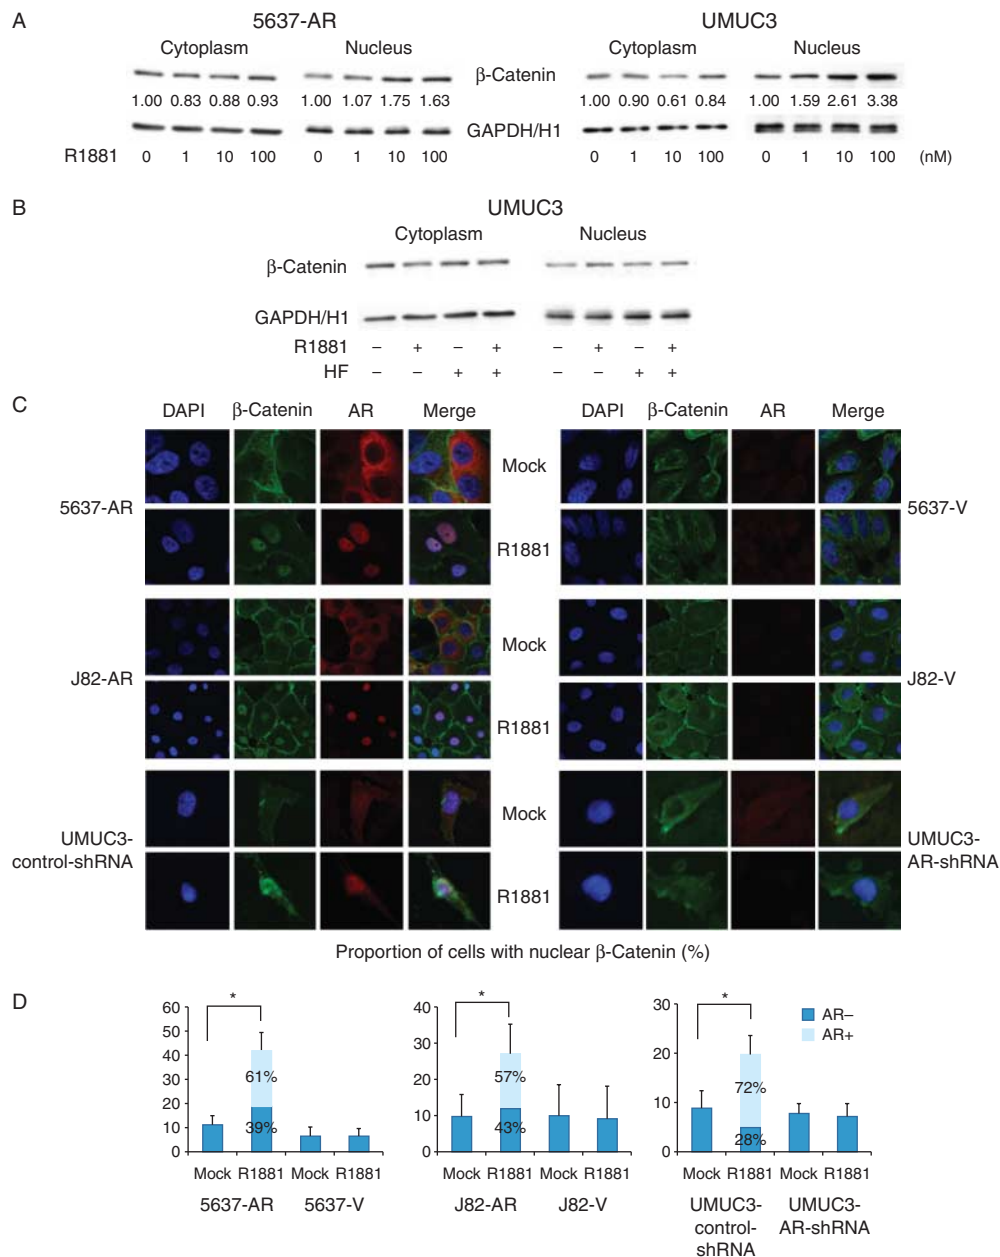 A
5637-AR
UMUC3
Cytoplasm Nucleus
Cytoplasm Nucleus
β-Catenin
1.00 0.83 0.88 0.93 1.00 1.07 1.75 1.63
1.00 0.90 0.61 0.84 1.00 1.59 2.61 3.38
GAPDH/H1
R1881 0 1 10 100 0 1 10 100
0 1 10 100 0 1 10 100 (nM)
B
UMUC3
Cytoplasm Nucleus
β-Catenin
GAPDH/H1
R1881 – + – + – + – +
HF – – + + – – + +
C
DAPI β-Catenin AR Merge
DAPI β-Catenin AR Merge
Mock
5637-AR
5637-V
R1881
Mock
J82-AR
J82-V
R1881
Mock
UMUC3-
control-shRNA
UMUC3-
AR-shRNA
R1881
Proportion of cells with nuclear β-Catenin (%)
D
60
50
40
30
20
10
0
*
61%
39%
Mock R1881 Mock R1881
5637-AR 5637-V
40
30
20
10
0
*
57%
43%
Mock R1881 Mock R1881
J82-AR J82-V
30
20
10
0
*
72%
28%
AR–
AR+
Mock R1881 Mock R1881
UMUC3-
control-
shRNA
UMUC3-
AR-shRNA